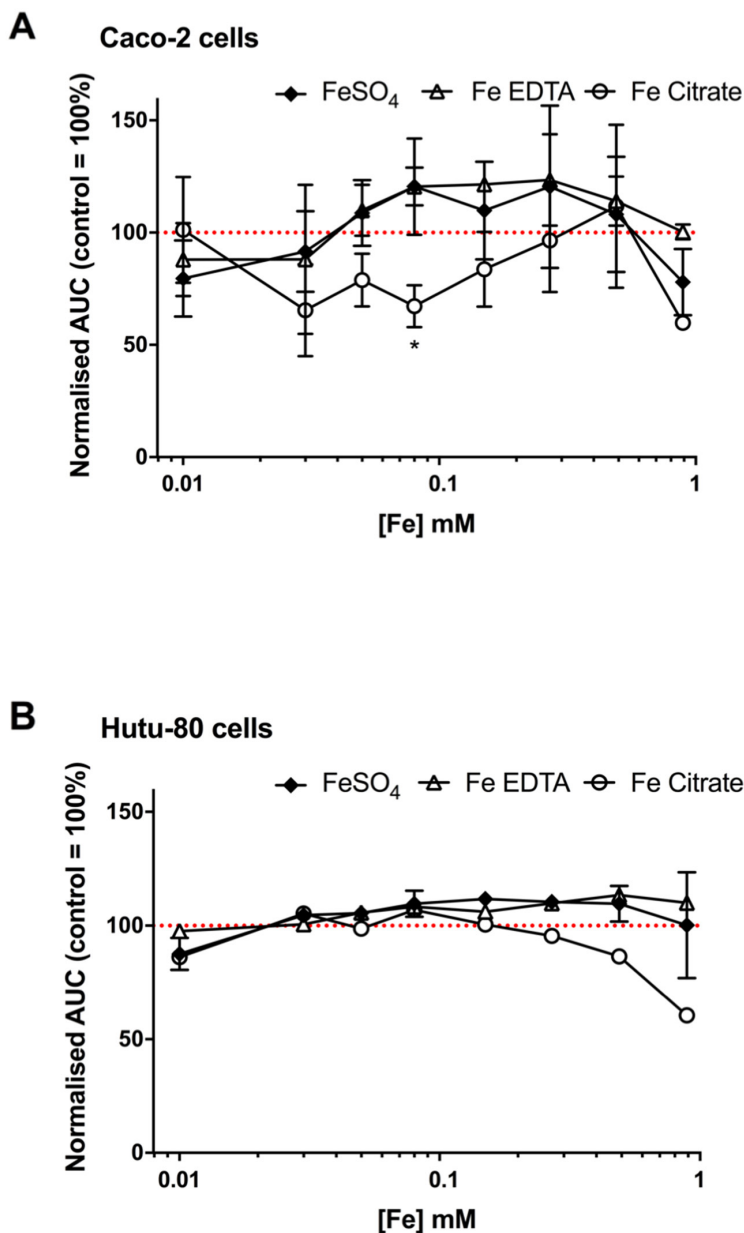 A
Caco-2 cells
FeSO₄ Fe EDTA Fe Citrate
Normalised AUC (control = 100%)
150
100
50
0
*
0.01 0.1 1
[Fe] mM
B
Hutu-80 cells
FeSO₄ Fe EDTA Fe Citrate
Normalised AUC (control = 100%)
150
100
50
0
0.01 0.1 1
[Fe] mM